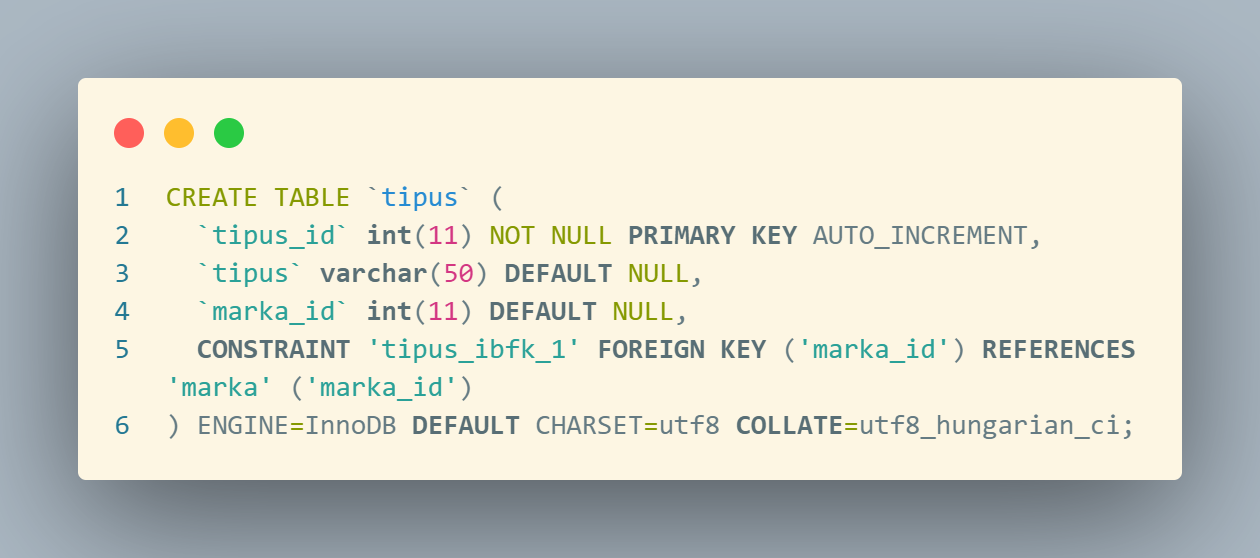 1 CREATE TABLE `tipus` (
2   `tipus_id` int(11) NOT NULL PRIMARY KEY AUTO_INCREMENT,
3   `tipus` varchar(50) DEFAULT NULL,
4   `marka_id` int(11) DEFAULT NULL,
5   CONSTRAINT 'tipus_ibfk_1' FOREIGN KEY ('marka_id') REFERENCES
'marka' ('marka_id')
6 ) ENGINE=InnoDB DEFAULT CHARSET=utf8 COLLATE=utf8_hungarian_ci;